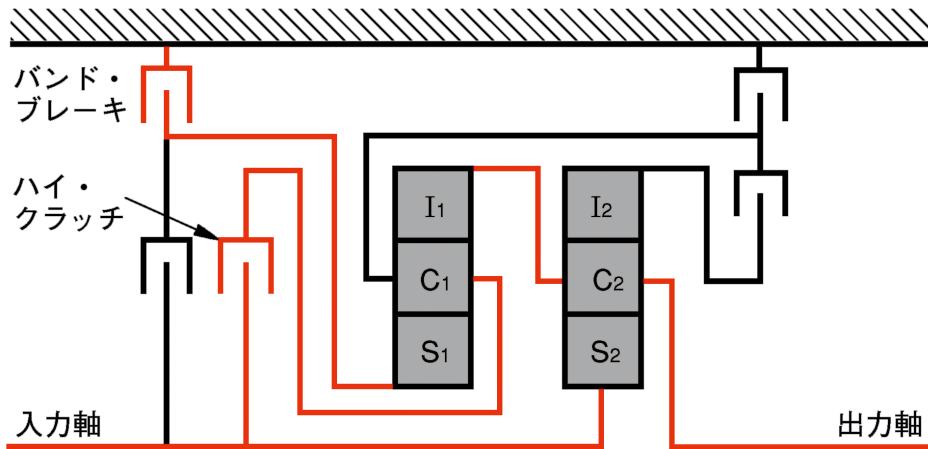 バンド・
ブレーキ
ハイ・
クラッチ
I1
I2
C1
C2
S1
S2
入力軸
出力軸